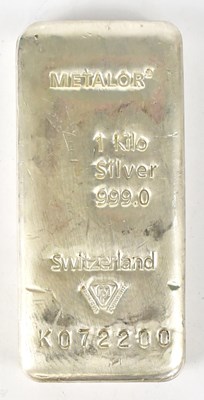 METALOR®
1 Kilo
Silver
999.0
Switzerland
K072200